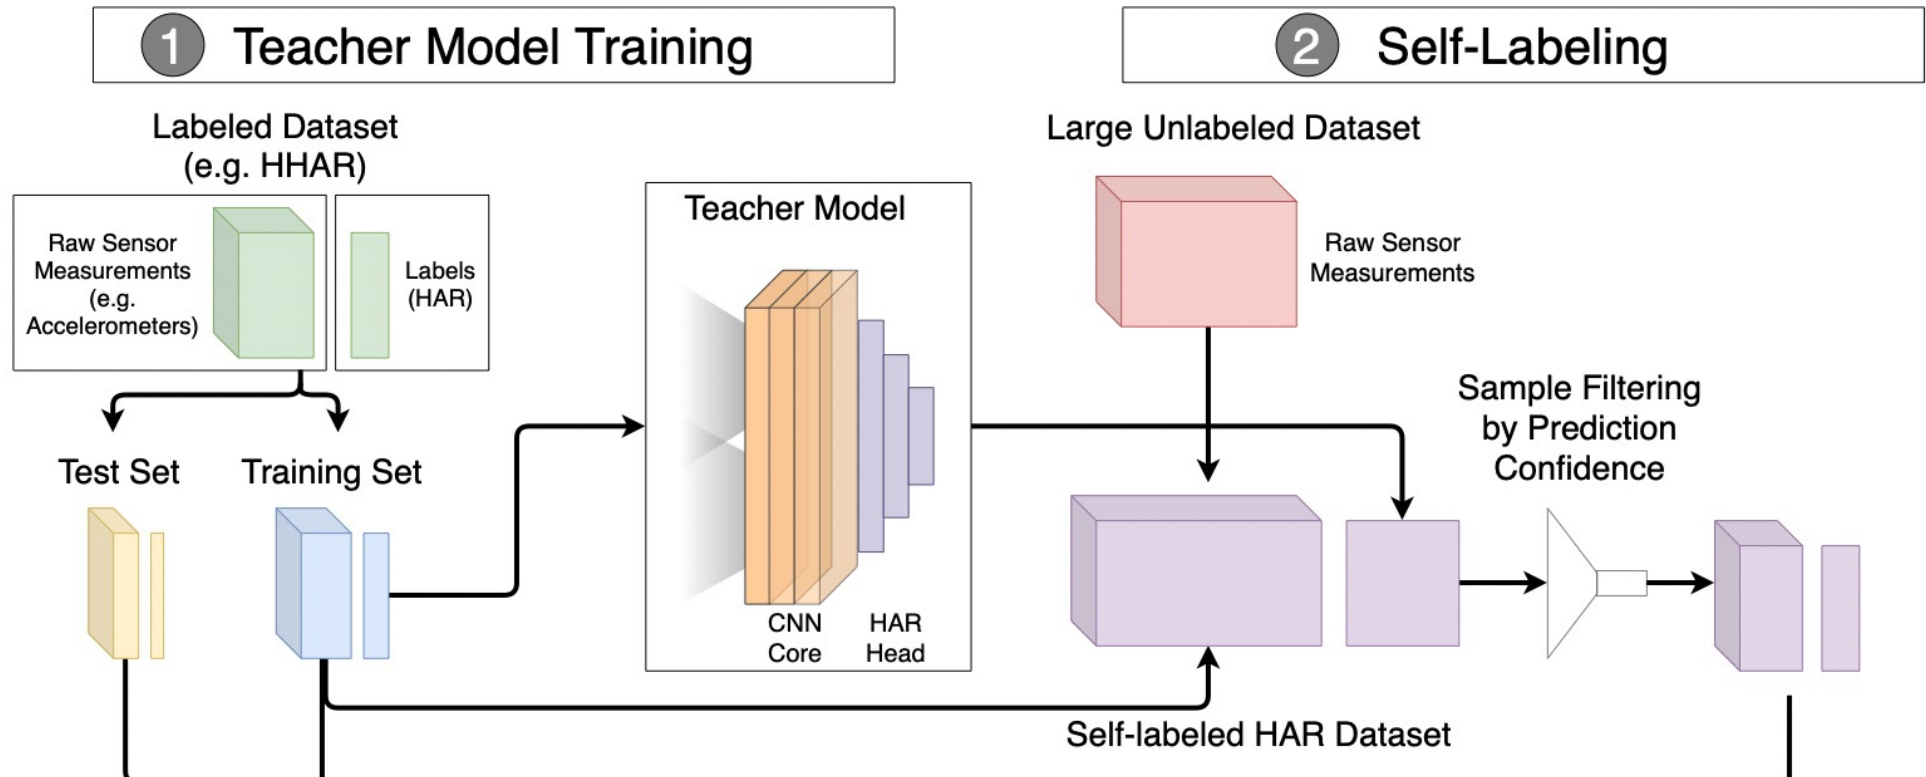 1 Teacher Model Training
2 Self-Labeling
Labeled Dataset
(e.g. HHAR)
Raw Sensor
Measurements
(e.g.
Accelerometers)
Labels
(HAR)
Test Set
Training Set
Teacher Model
CNN
Core
HAR
Head
Large Unlabeled Dataset
Raw Sensor
Measurements
Sample Filtering
by Prediction
Confidence
Self-labeled HAR Dataset